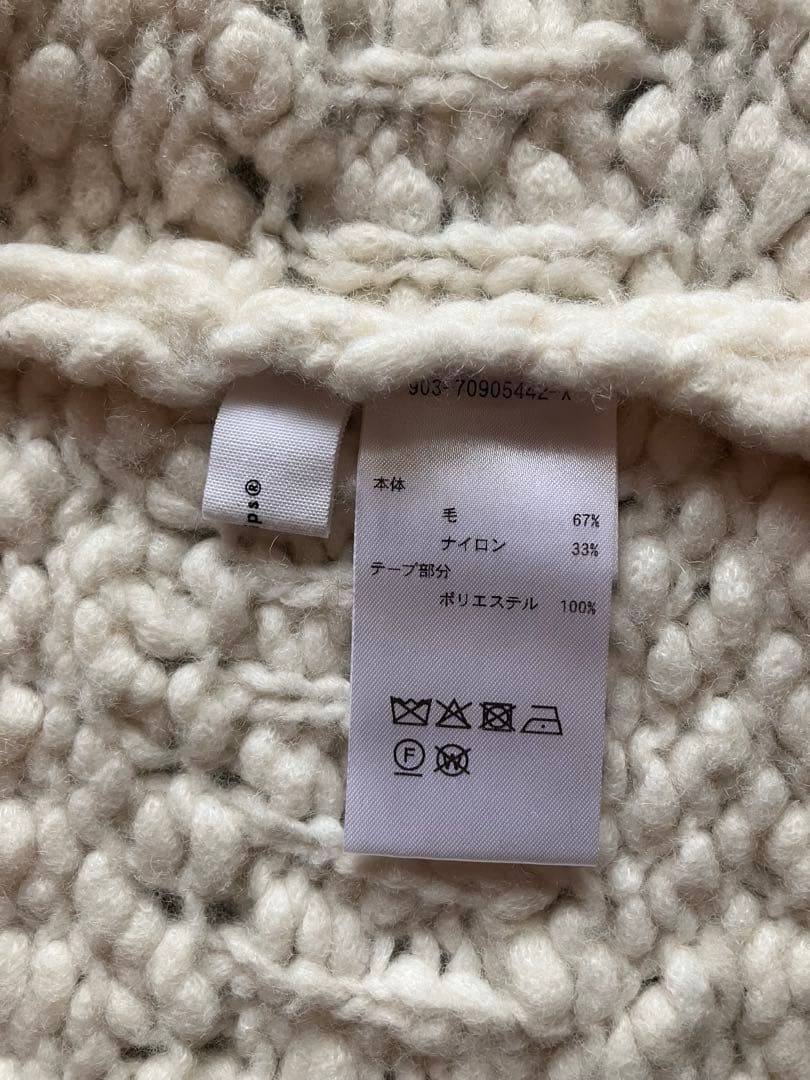 903-70905442-X
本体
毛 67%
ナイロン 33%
テープ部分
ポリエステル 100%
F
W
ps®